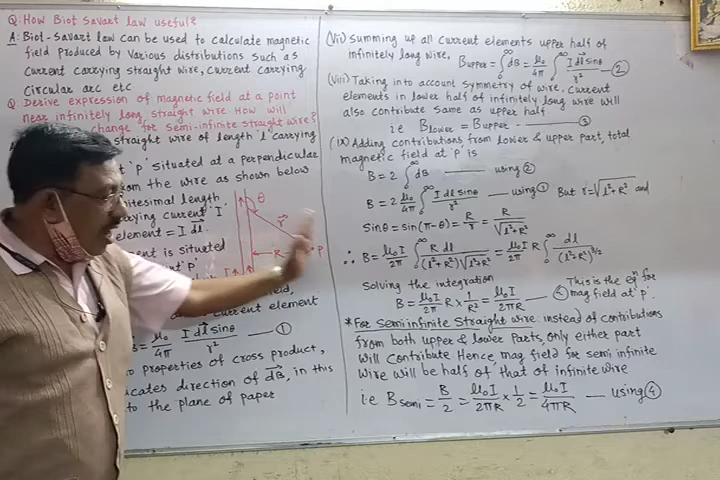 Q. How Biot Savart law useful?
A: Biot-Savart law can be used to calculate magnetic
field produced by various distributions such as
current carrying straight wire, current carrying
Circular arc etc
Q Derive expression of magnetic field at a point
near infinitely long straight wire. How will
change for semi-infinite straight wire?
straight wire of length 'l' carrying
t 'P' situated at a perpendicular
om the wire as shown below
nitesimal length
rying current 'I'
element = I dl⃗
ent is situated
nt 'P'
θ
r⃗
R
P
I
ield,
current element
B = μ₀/4π I dl⃗ sinθ/r² —— ①
o properties of cross product,
icates direction of dB⃗, in this
to the plane of paper
(vii) Summing up all current elements upper half of
infinitely long wire, B upper = ∫₀^∞ dB = μ₀/4π ∫₀^∞ I dl⃗ sinθ/r² —②
(viii) Taking into account symmetry of wire. Current
elements in lower half of infinitely long wire will
also contribute same as upper half
i.e B Lower = B upper ——— ③
(ix) Adding contributions from lower & upper part, total
magnetic field at 'P' is
B = 2 ∫₀^∞ dB —— using ②
B = 2 μ₀/4π ∫₀^∞ I dl sinθ/r² —— using ① But r = √l²+R² and
Sinθ = sin(π-θ) = R/r = R/√l²+R²
∴ B = μ₀I/2π ∫₀^∞ R dl/(l²+R²)√l²+R² = μ₀I/2π R ∫₀^∞ dl/(l²+R²)^3/2
Solving the integration
B = μ₀I/2π R × 1/R² = μ₀I/2πR —④ This is the eqⁿ for
mag field at 'P'.
*For Semi infinite Straight wire: instead of contributions
from both upper & lower Parts, only either part
will contribute Hence, mag field for semi infinite
wire will be half of that of infinite wire
i.e B semi = B/2 = μ₀I/2πR × 1/2 = μ₀I/4πR —— using ④